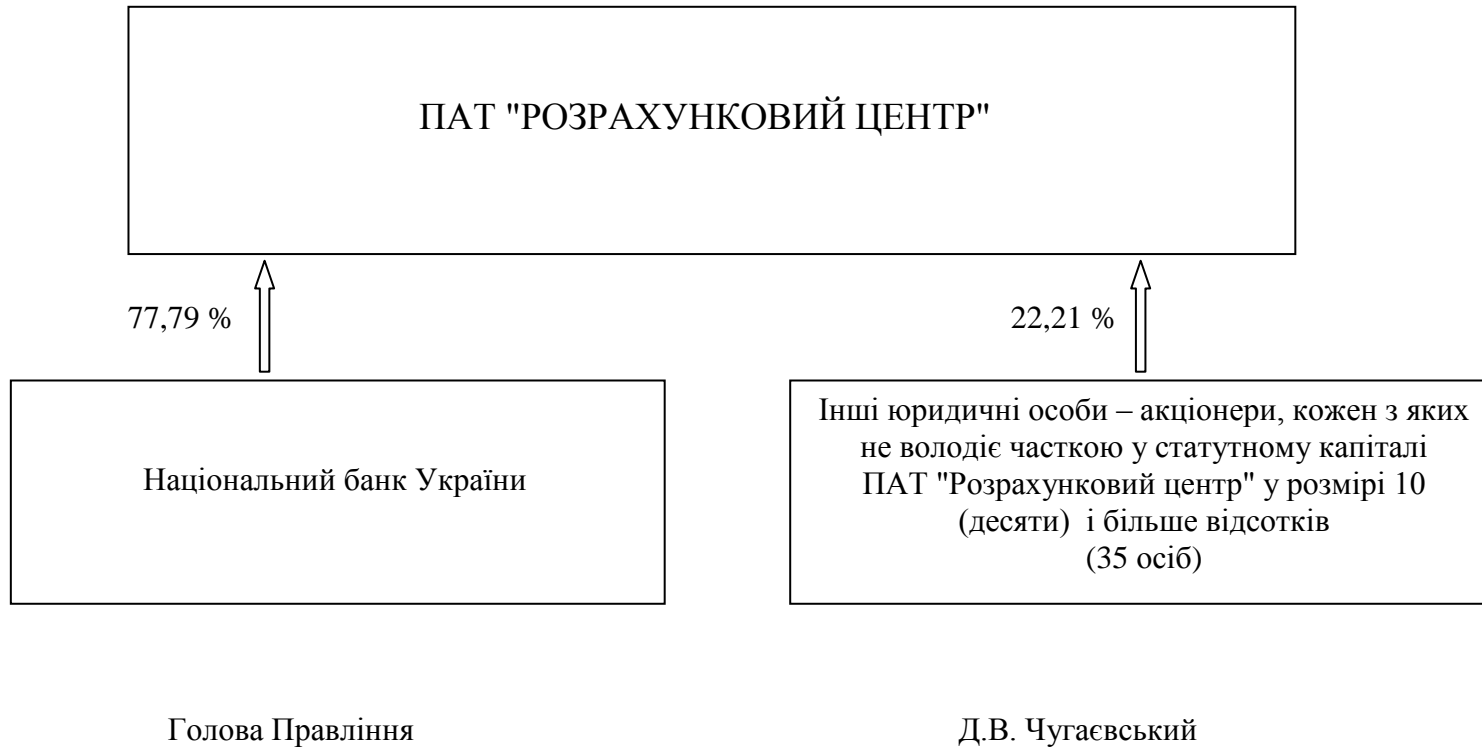 ПАТ "РОЗРАХУНКОВИЙ ЦЕНТР"
77,79 %
22,21 %
Національний банк України
Інші юридичні особи – акціонери, кожен з яких
не володіє часткою у статутному капіталі
ПАТ "Розрахунковий центр" у розмірі 10
(десяти) і більше відсотків
(35 осіб)
Голова Правління
Д.В. Чугаєвський